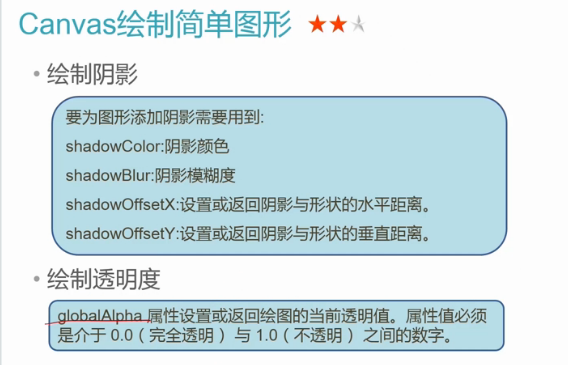 Canvas绘制简单图形
• 绘制阴影
要为图形添加阴影需要用到:
shadowColor:阴影颜色
shadowBlur:阴影模糊度
shadowOffsetX:设置或返回阴影与形状的水平距离。
shadowOffsetY:设置或返回阴影与形状的垂直距离。
• 绘制透明度
globalAlpha 属性设置或返回绘图的当前透明值。属性值必须
是介于 0.0（完全透明） 与 1.0（不透明） 之间的数字。